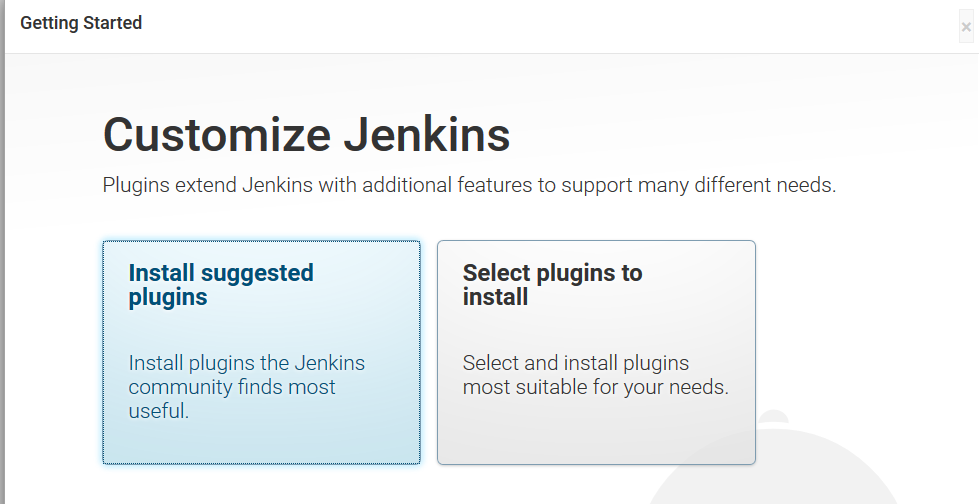 Getting Started
×
Customize Jenkins
Plugins extend Jenkins with additional features to support many different needs.
Install suggested
plugins
Install plugins the Jenkins
community finds most
useful.
Select plugins to
install
Select and install plugins
most suitable for your needs.